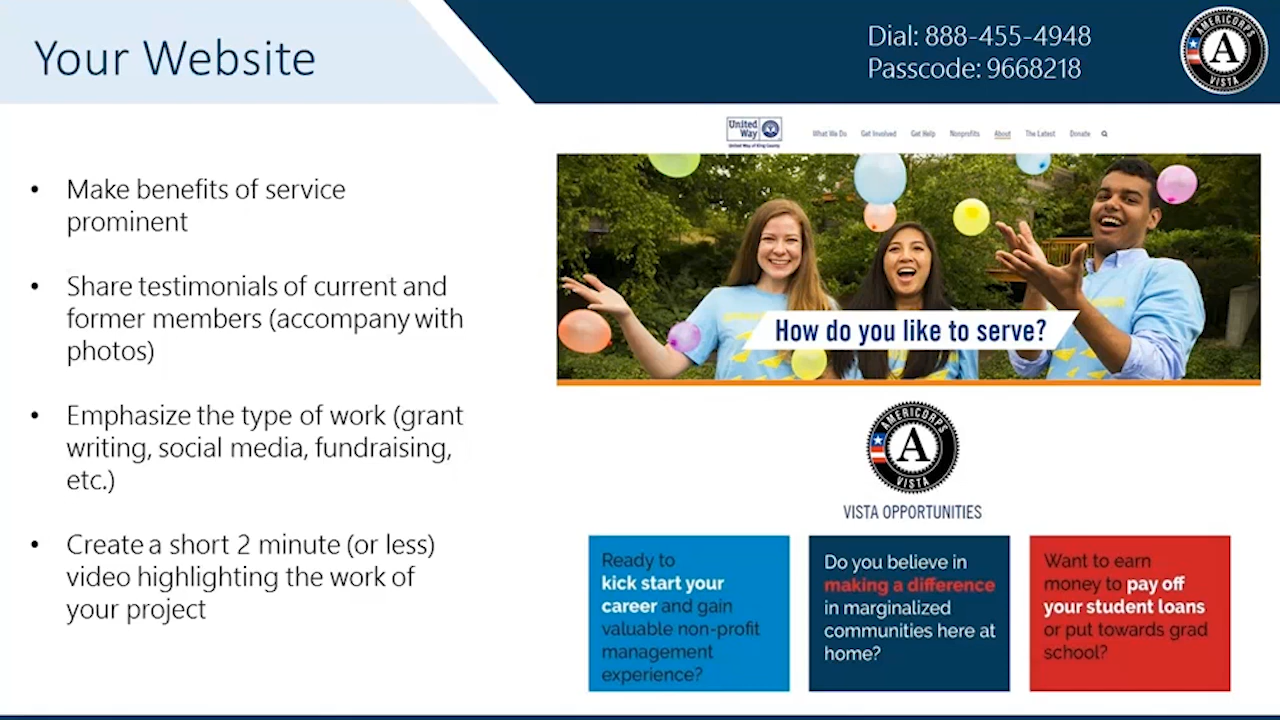 Your Website
Dial: 888-455-4948
Passcode: 9668218
AMERICORPS
A
VISTA
• Make benefits of service
prominent
• Share testimonials of current and
former members (accompany with
photos)
• Emphasize the type of work (grant
writing, social media, fundraising,
etc.)
• Create a short 2 minute (or less)
video highlighting the work of
your project
United
Way
United Way of King County
What We Do Get Involved Get Help Nonprofits About The Latest Donate
How do you like to serve?
AMERICORPS
A
VISTA
VISTA OPPORTUNITIES
Ready to
kick start your
career and gain
valuable non-profit
management
experience?
Do you believe in
making a difference
in marginalized
communities here at
home?
Want to earn
money to pay off
your student loans
or put towards grad
school?